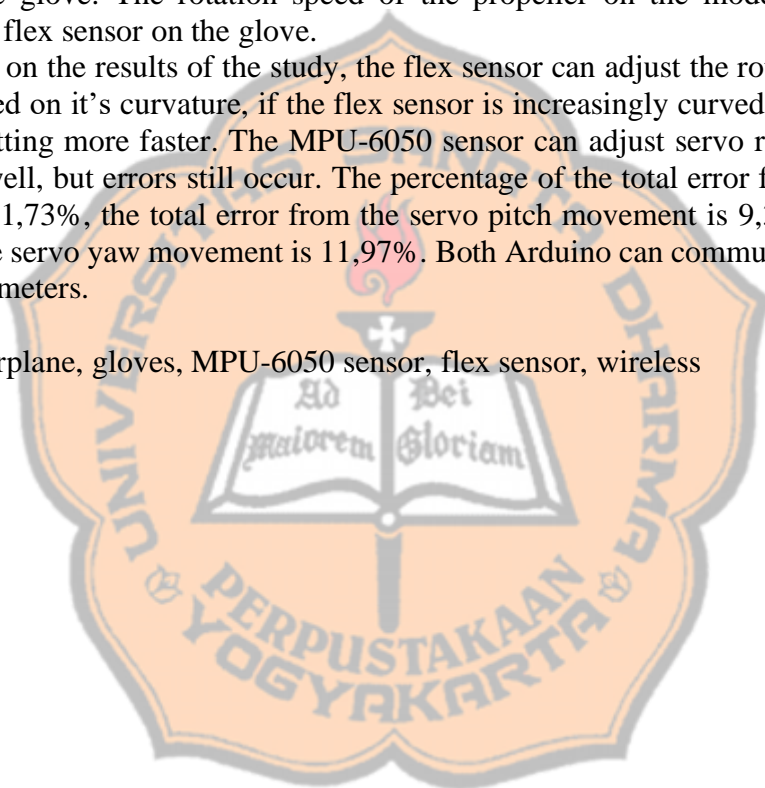 e glove. The rotation speed of the propeller on the mode
flex sensor on the glove.
on the results of the study, the flex sensor can adjust the ro
ed on it's curvature, if the flex sensor is increasingly curved
tting more faster. The MPU-6050 sensor can adjust servo r
ell, but errors still occur. The percentage of the total error f
1,73%, the total error from the servo pitch movement is 9,
e servo yaw movement is 11,97%. Both Arduino can commu
meters.
rplane, gloves, MPU-6050 sensor, flex sensor, wireless
UNIVERSITAS SANATA DHARMA
Ad Dei
maiorem Gloriam
PERPUSTAKAAN
YOGYAKARTA